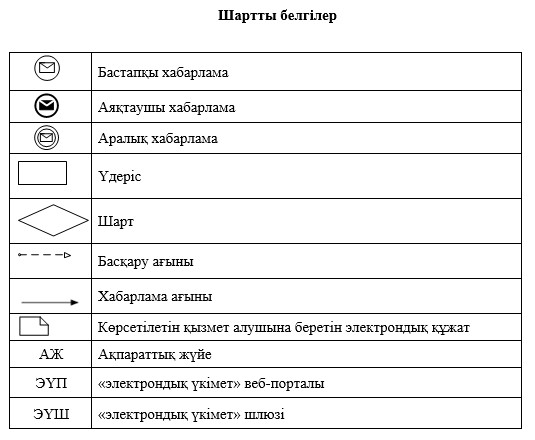 Шартты белгілер
Бастапқы хабарлама
Аяқтаушы хабарлама
Аралық хабарлама
Үдеріс
Шарт
Басқару ағыны
Хабарлама ағыны
Көрсетілетін қызмет алушына беретін электрондық құжат
АЖ Ақпараттық жүйе
ЭҮП «электрондық үкімет» веб-порталы
ЭҮШ «электрондық үкімет» шлюзі